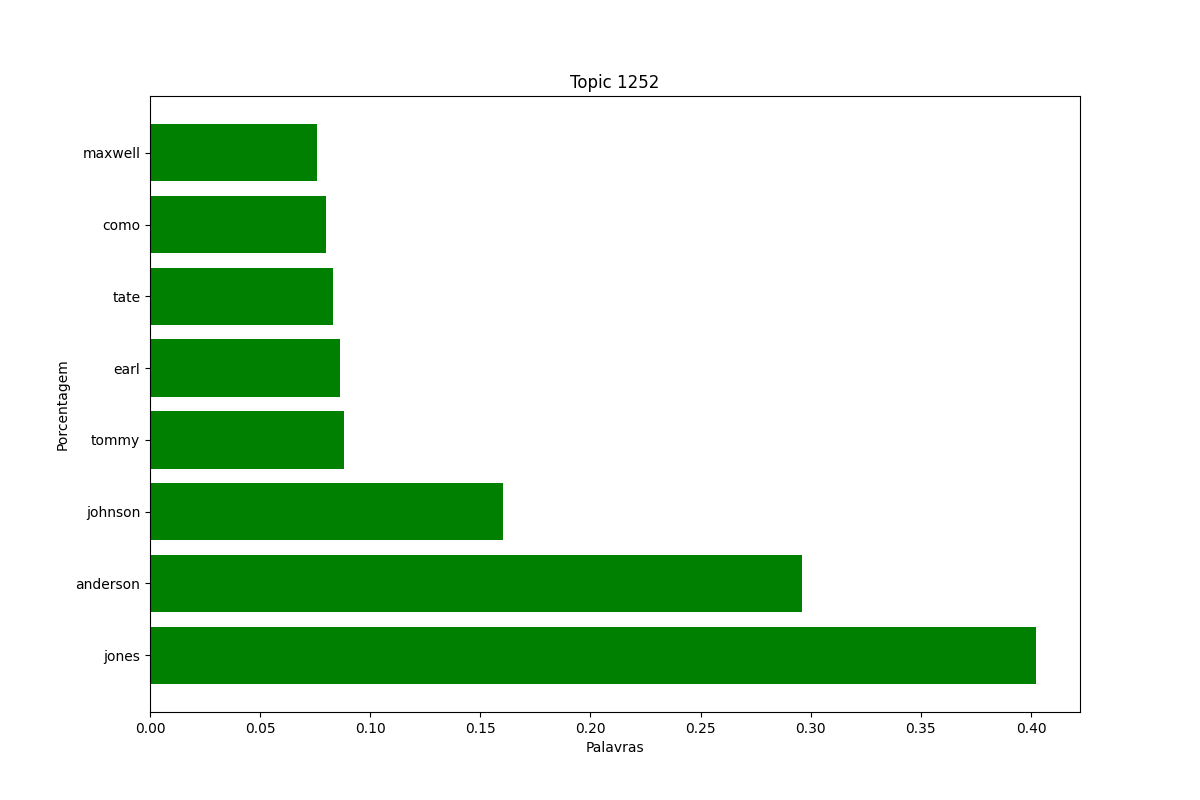 Topic 1252
maxwell
como
tate
earl
tommy
johnson
anderson
jones
Porcentagem
0.00 0.05 0.10 0.15 0.20 0.25 0.30 0.35 0.40
Palavras